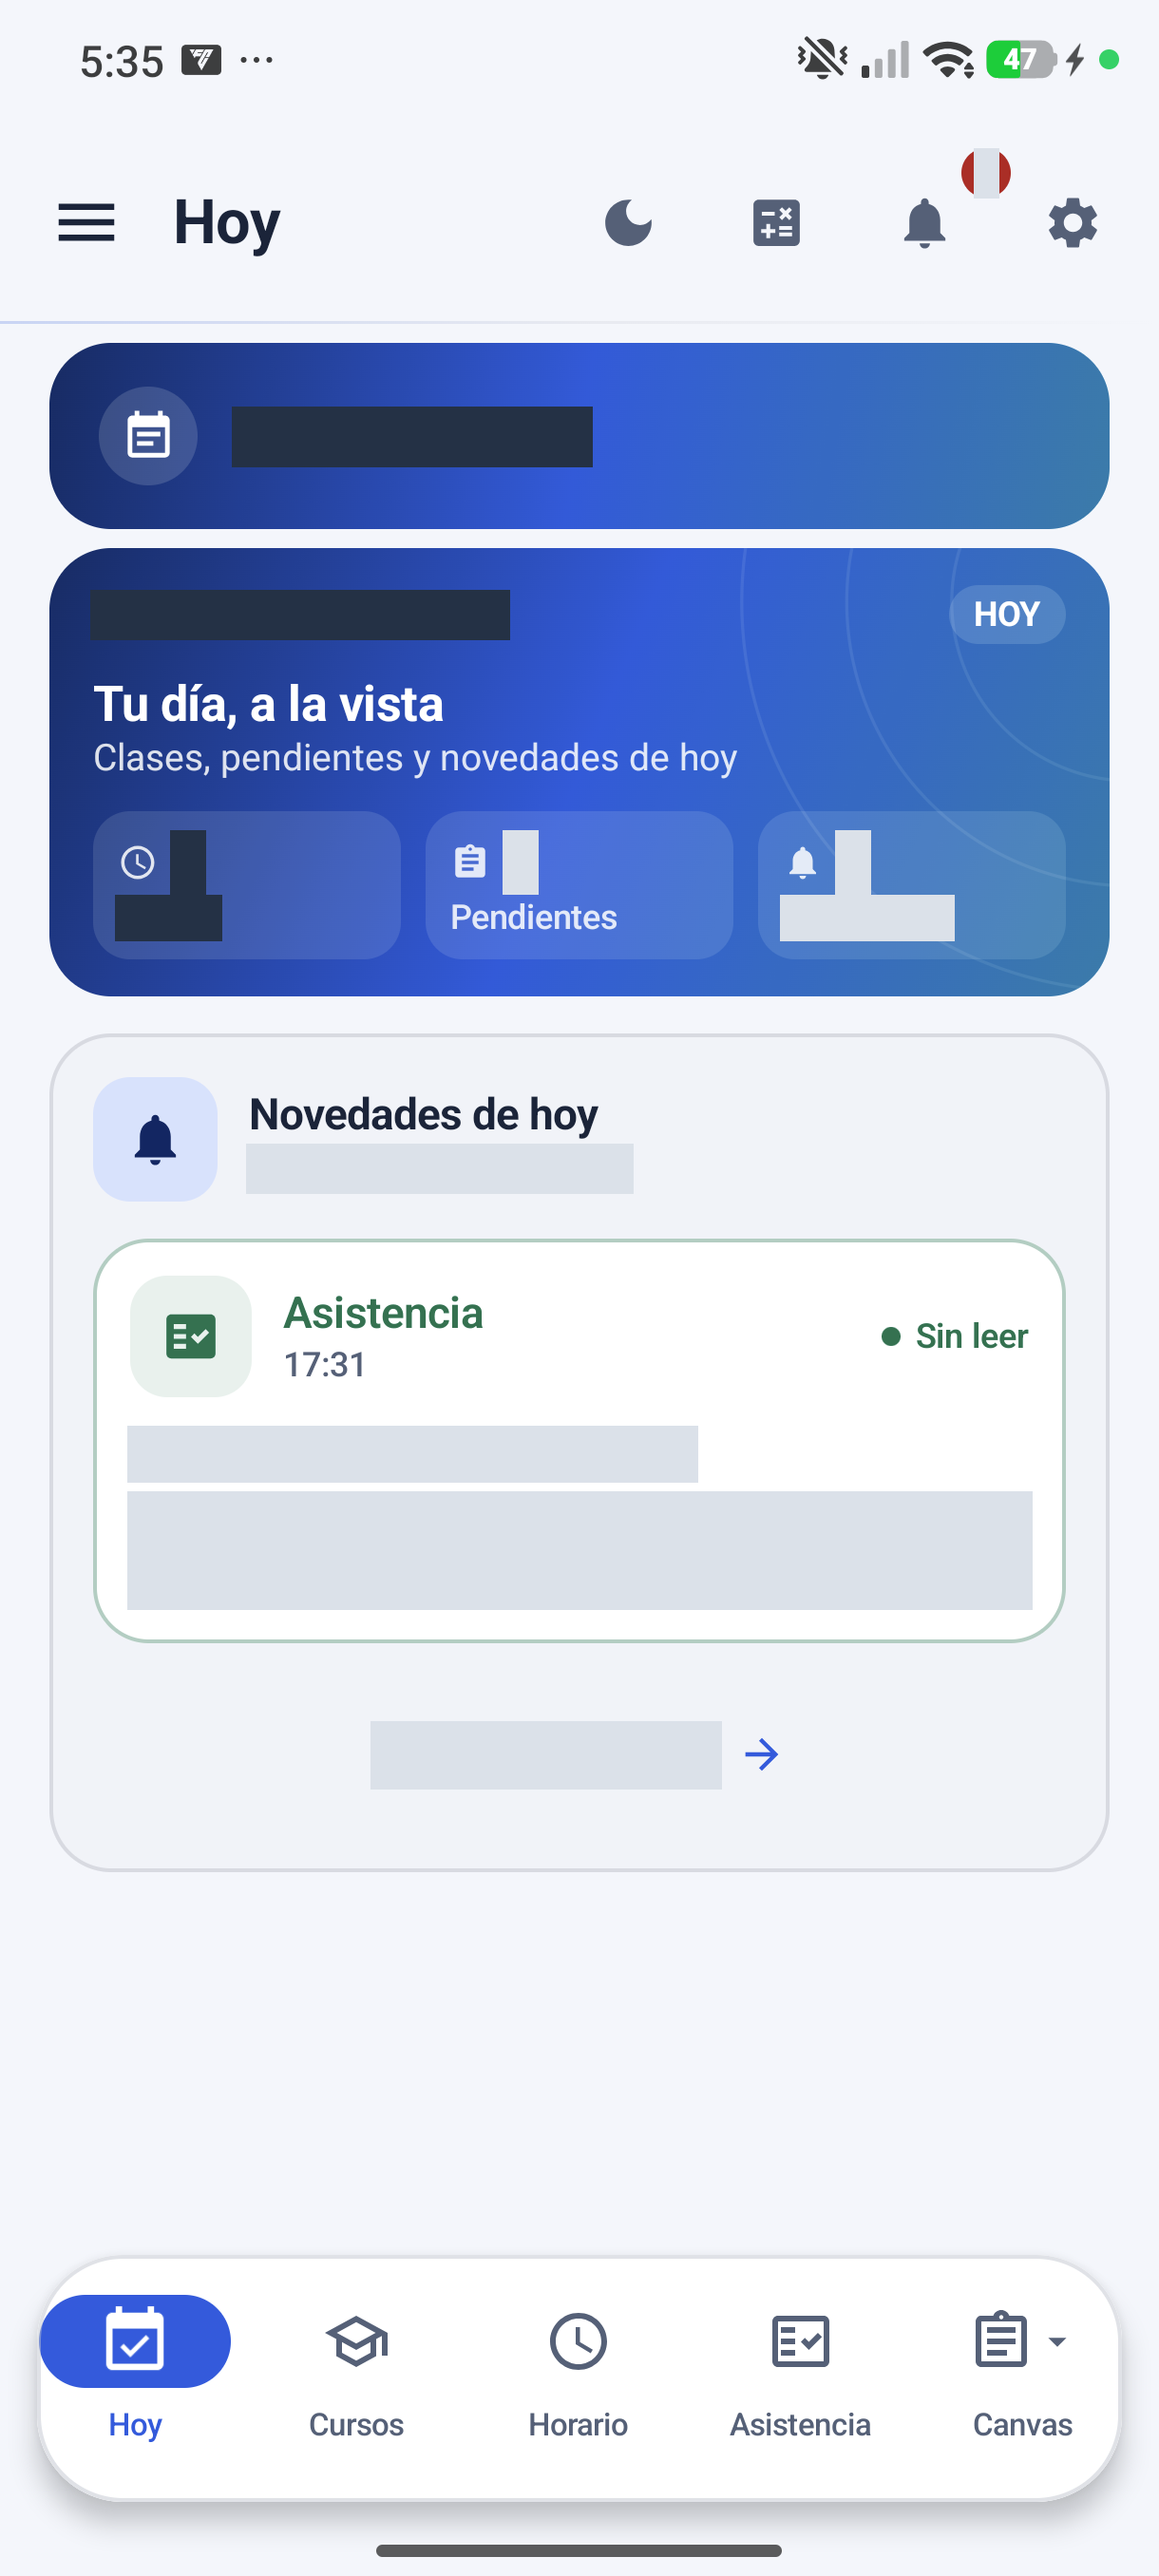 5:35
47
Hoy
HOY
Tu día, a la vista
Clases, pendientes y novedades de hoy
Pendientes
Novedades de hoy
Asistencia
17:31
Sin leer
Hoy
Cursos
Horario
Asistencia
Canvas